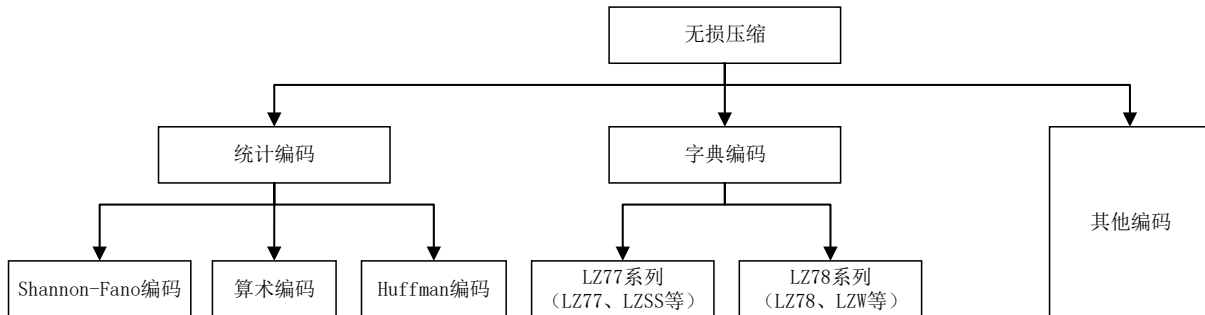 无损压缩
统计编码
字典编码
其他编码
Shannon-Fano编码
算术编码
Huffman编码
LZ77系列
（LZ77、LZSS等）
LZ78系列
（LZ78、LZW等）